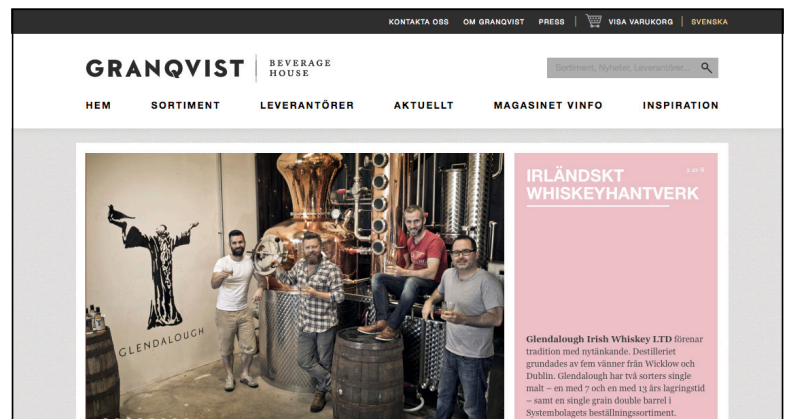 KONTAKTA OSS OM GRANQVIST PRESS VISA VARUKORG SVENSKA
GRANQVIST BEVERAGE
HOUSE
Sortiment, Nyheter, Leverantörer...
HEM SORTIMENT LEVERANTÖRER AKTUELLT MAGASINET VINFO INSPIRATION
GLENDALOUGH
IRLÄNDSKT
WHISKEYHANTVERK
Glendalough Irish Whiskey LTD förenar
tradition med nytänkande. Destilleriet
grundades av fem vänner från Wicklow och
Dublin. Glendalough har två sorters single
malt – en med 7 och en med 13 års lagringstid
– samt en single grain double barrel i
Systembolagets beställningssortiment.